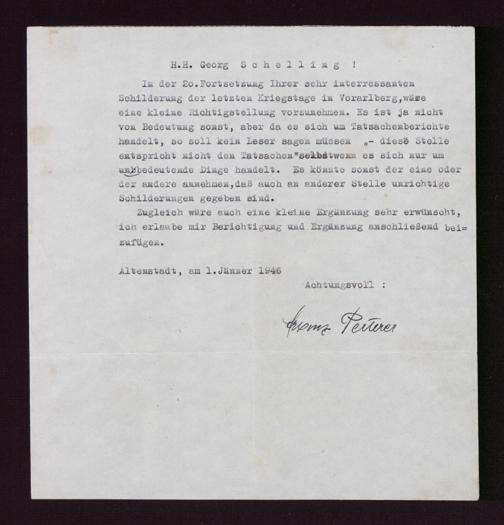 H.H. Georg S c h e l l i n g !
In der 2o.Fortsetzung Ihrer sehr interressanten
Schilderung der letzten Kriegstage in Vorarlberg,wäre
eine kleine Richtigstellung vorzunehmen. Es ist ja nicht
von Bedeutung sonst, aber da es sich um Tatsachenberichte
handelt, so soll kein Leser sagen müssen „- diese Stelle
entspricht nicht den Tatsachen"selbstwenn es sich nur um
unbedeutende Dinge handelt. Es könnte sonst der eine oder
der andere annehmen,daß auch an anderer Stelle unrichtige
Schilderungen gegeben sind.
Zugleich wäre auch eine kleine Ergänzung sehr erwünscht,
ich erlaube mir Berichtigung und Ergänzung anschließend bei=
zufügen.
Altenstadt, am 1.Jänner 1946
Achtungsvoll :
Franz Peiterer